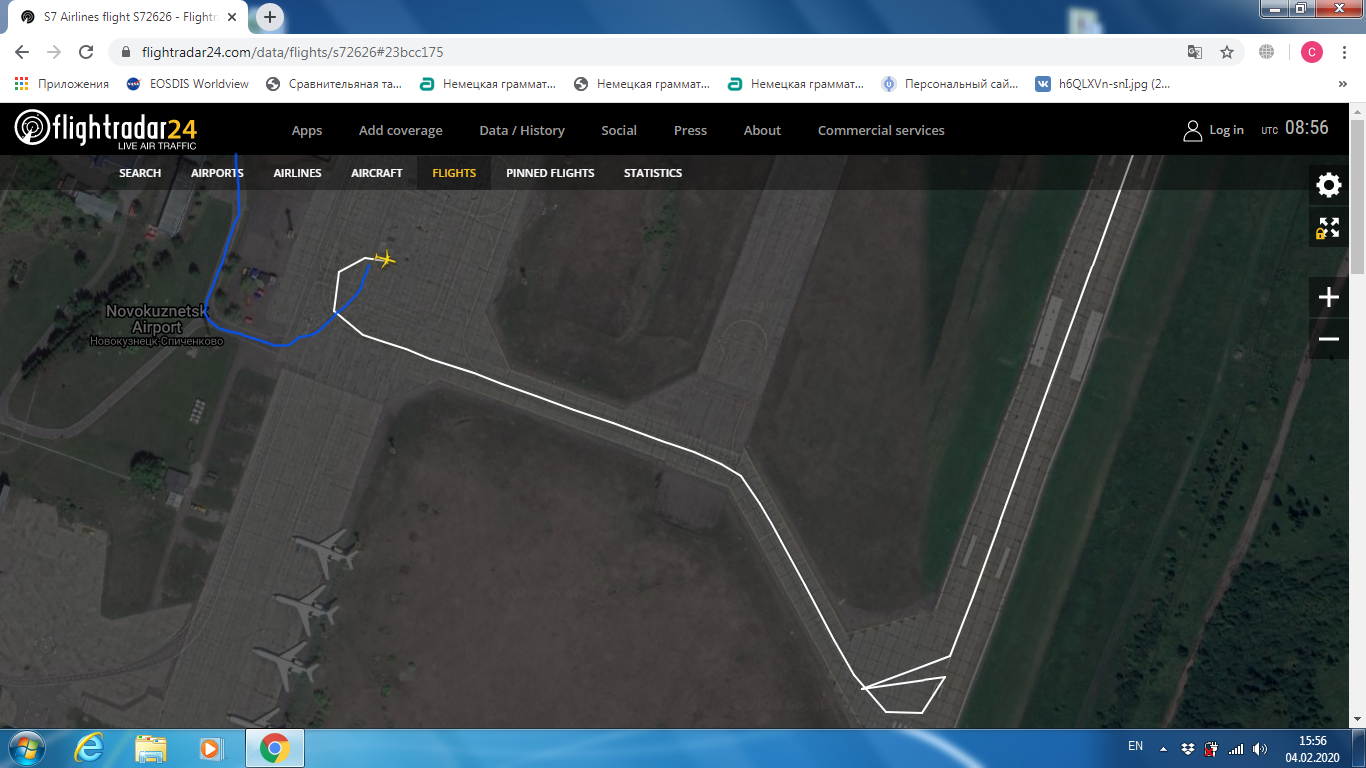 S7 Airlines flight S72626 - Flightra
flightradar24.com/data/flights/s72626#23bcc175
C
Приложения
EOSDIS Worldview
Сравнительная та...
Немецкая граммат...
Немецкая граммат...
Немецкая граммат...
Персональный сай...
h6QLXVn-snI.jpg (2...
»
flightradar24
LIVE AIR TRAFFIC
Apps
Add coverage
Data / History
Social
Press
About
Commercial services
Log in
UTC 08:56
SEARCH
AIRPORTS
AIRLINES
AIRCRAFT
FLIGHTS
PINNED FLIGHTS
STATISTICS
Novokuznetsk
Airport
Новокузнецк-Спиченково
EN
15:56
04.02.2020